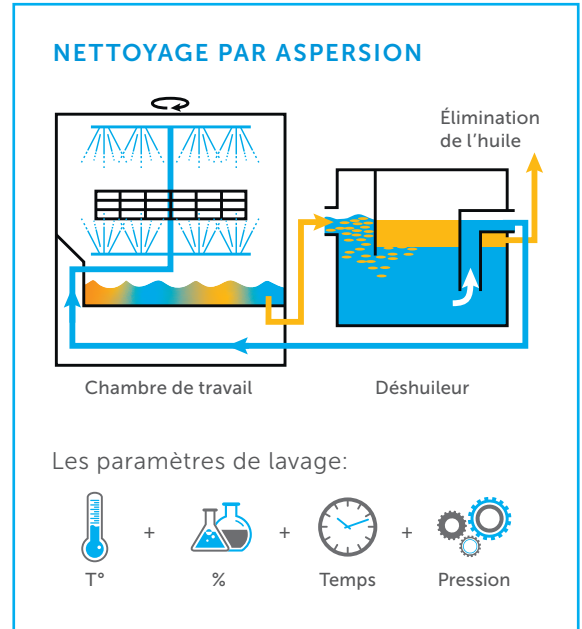 NETTOYAGE PAR ASPERSION
Élimination
de l’huile
Chambre de travail
Déshuileur
Les paramètres de lavage:
+ + +
T° % Temps Pression